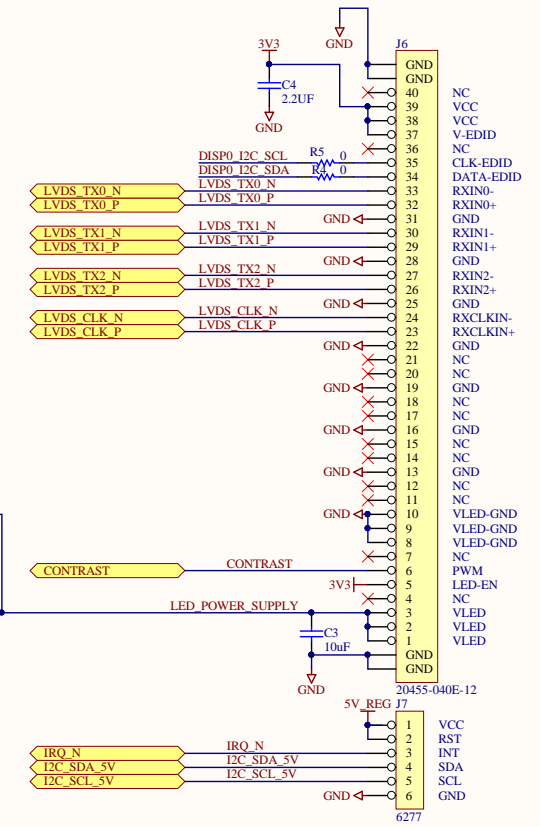 GND J6
3V3 GND
GND
C4 40 NC
2.2UF 39 VCC
38 VCC
GND 37 V-EDID
36 NC
DISP0_I2C_SCL R5 0 35 CLK-EDID
DISP0_I2C_SDA R4 0 34 DATA-EDID
LVDS_TX0_N LVDS_TX0_N 33 RXIN0-
LVDS_TX0_P LVDS_TX0_P 32 RXIN0+
GND 31 GND
LVDS_TX1_N LVDS_TX1_N 30 RXIN1-
LVDS_TX1_P LVDS_TX1_P 29 RXIN1+
GND 28 GND
LVDS_TX2_N LVDS_TX2_N 27 RXIN2-
LVDS_TX2_P LVDS_TX2_P 26 RXIN2+
GND 25 GND
LVDS_CLK_N LVDS_CLK_N 24 RXCLKIN-
LVDS_CLK_P LVDS_CLK_P 23 RXCLKIN+
GND 22 GND
21 NC
20 NC
GND 19 GND
18 NC
17 NC
GND 16 GND
15 NC
14 NC
GND 13 GND
12 NC
11 NC
GND 10 VLED-GND
9 VLED-GND
8 VLED-GND
7 NC
CONTRAST CONTRAST 6 PWM
3V3 5 LED-EN
4 NC
LED_POWER_SUPPLY 3 VLED
C3 2 VLED
10uF 1 VLED
GND
GND
GND 20455-040E-12
5V_REG J7
1 VCC
2 RST
IRQ_N IRQ_N 3 INT
I2C_SDA_5V I2C_SDA_5V 4 SDA
I2C_SCL_5V I2C_SCL_5V 5 SCL
GND 6 GND
6277